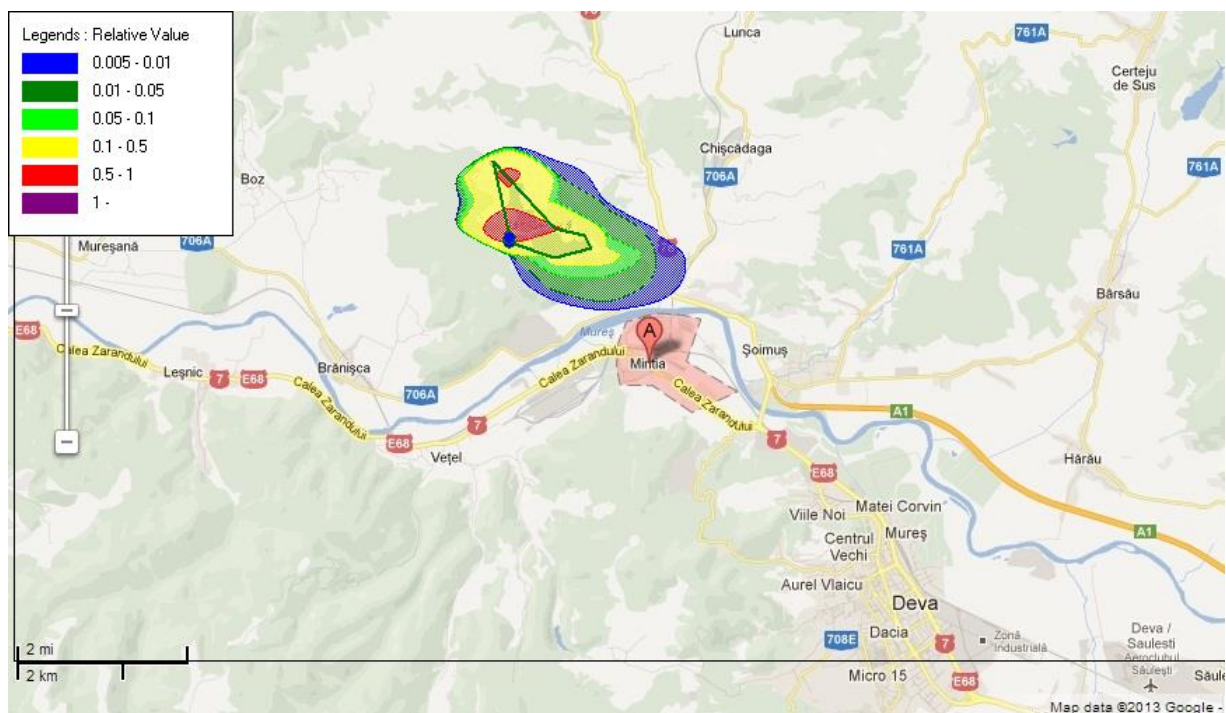 Legends : Relative Value
0.005 - 0.01
0.01 - 0.05
0.05 - 0.1
0.1 - 0.5
0.5 - 1
1 -
Lunca
761A
Certeju
de Sus
Chișcădaga
706A
761A
Boz
706A
Mureșană
761A
Bârsău
E68
Calea Zarandului
Mureș
Calea Zarandului
A
Mintia
Șoimuș
Leșnic
7
E68
Brănișca
706A
Calea Zarandului
Calea Zarandului
E68
7
Vețel
7
E68
A1
Hărău
A1
Matei Corvin
Viile Noi
Mureș
Centrul
Vechi
Aurel Vlaicu
Deva
Dacia
708E
7
Zonă
Industrială
Deva /
Saulesti
Aeroclubul
Săulești
Micro 15
E68
2 mi
2 km
Map data ©2013 Google -